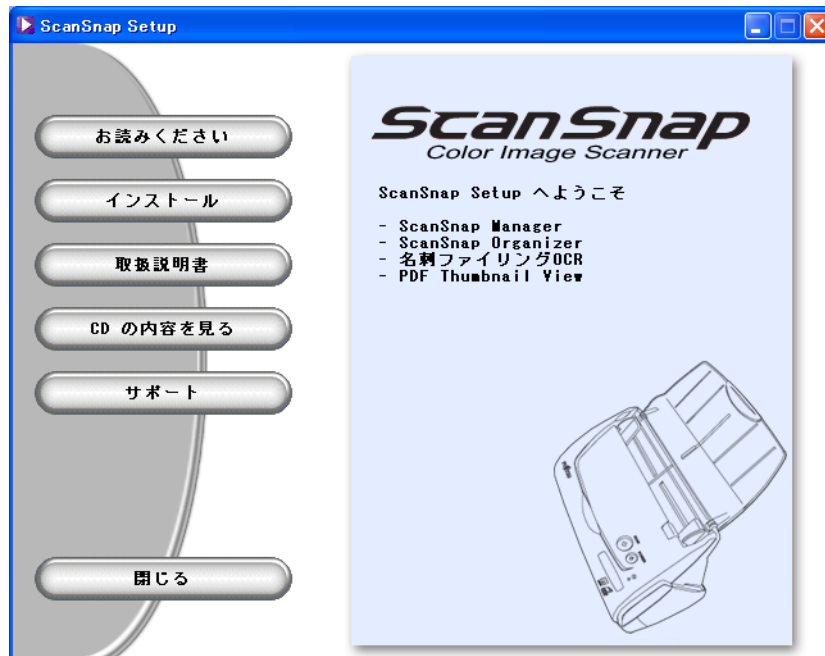 ScanSnap Setup
お読みください
インストール
取扱説明書
CD の内容を見る
サポート
閉じる
ScanSnap
Color Image Scanner
ScanSnap Setup へようこそ
- ScanSnap Manager
- ScanSnap Organizer
- 名刺ファイリングOCR
- PDF Thumbnail View